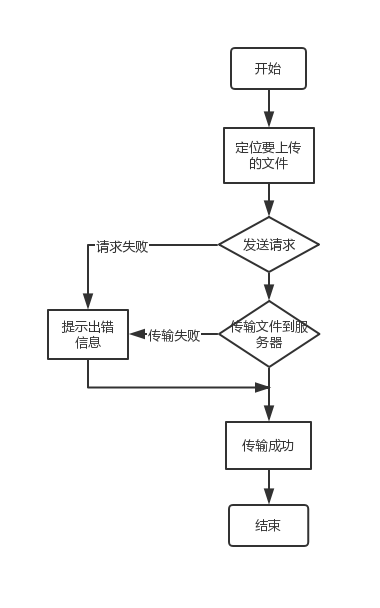 开始
定位要上传
的文件
发送请求
请求失败
提示出错
信息
传输失败
传输文件到服
务器
传输成功
结束